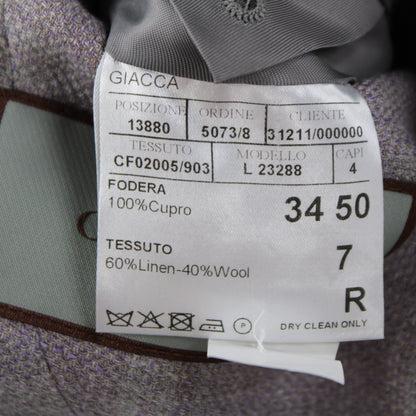 GIACCA
POSIZIONE ORDINE CLIENTE
13880 5073/8 31211/000000
TESSUTO MODELLO CAPI
CF02005/903 L 23288 4
FODERA
100%Cupro
34 50
TESSUTO
60%Linen-40%Wool
7
R
P
DRY CLEAN ONLY